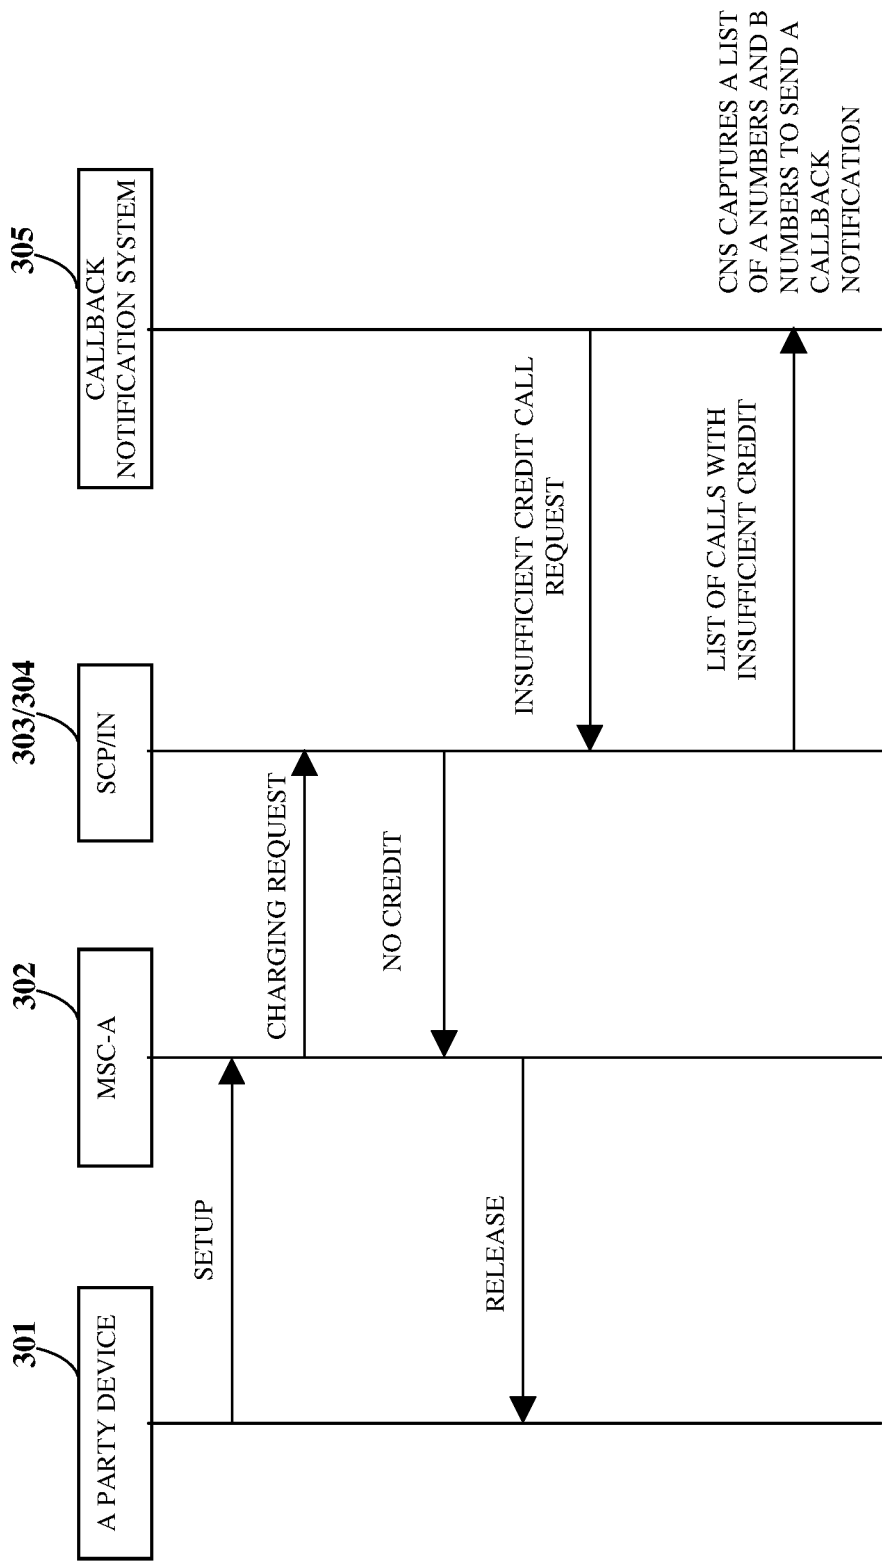 301
302
303/304
305
A PARTY DEVICE
MSC-A
SCP/IN
CALLBACK
NOTIFICATION SYSTEM
SETUP
CHARGING REQUEST
NO CREDIT
RELEASE
INSUFFICIENT CREDIT CALL
REQUEST
LIST OF CALLS WITH
INSUFFICIENT CREDIT
CNS CAPTURES A LIST
OF A NUMBERS AND B
NUMBERS TO SEND A
CALLBACK
NOTIFICATION